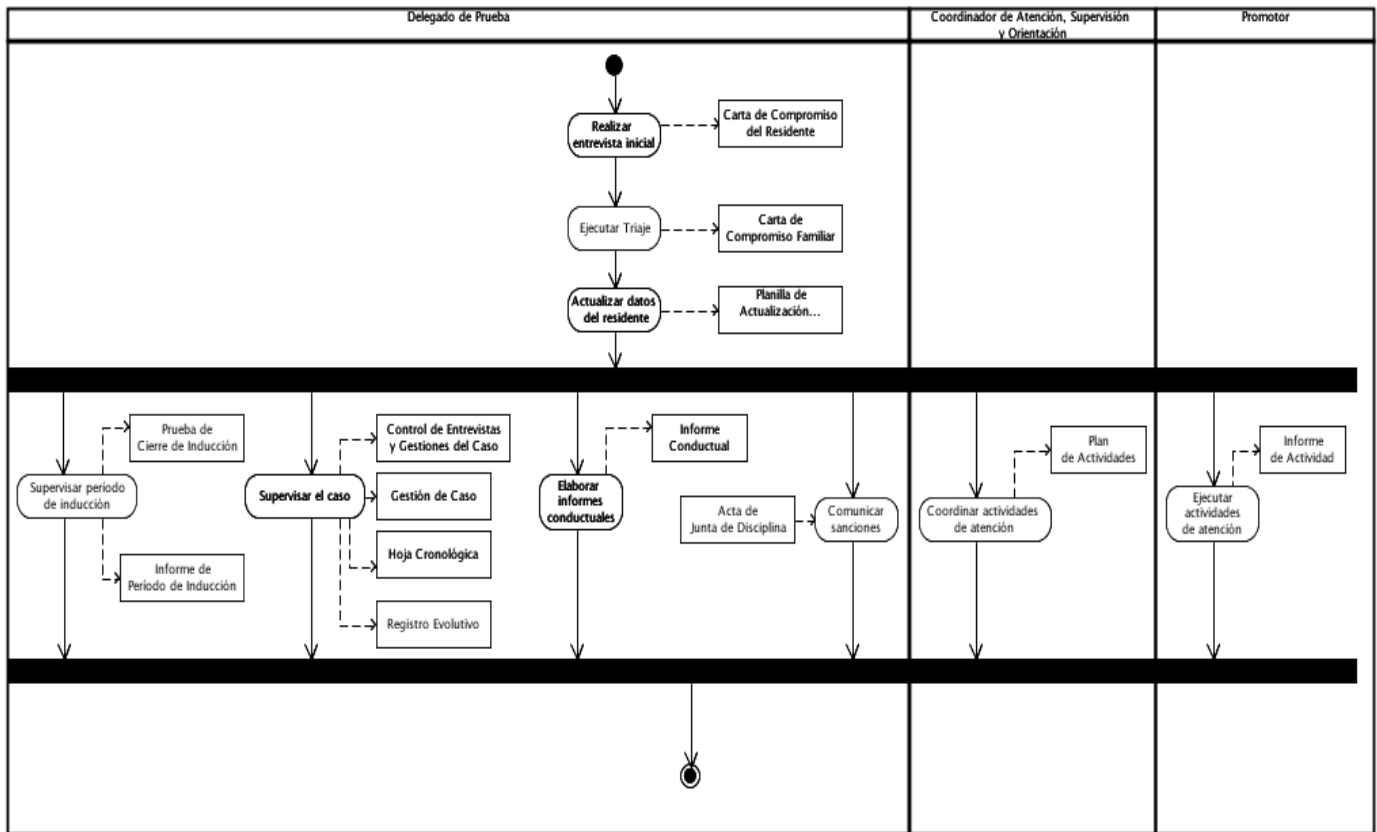 Delegado de Prueba
Coordinador de Atención, Supervisión
y Orientación
Promotor
Realizar
entrevista inicial
Carta de Compromiso
del Residente
Ejecutar Triaje
Carta de
Compromiso Familiar
Actualizar datos
del residente
Planilla de
Actualización...
Prueba de
Cierre de Inducción
Supervisar período
de inducción
Informe de
Período de Inducción
Control de Entrevistas
y Gestiones del Caso
Supervisar el caso
Gestión de Caso
Hoja Cronológica
Registro Evolutivo
Informe
Conductual
Elaborar
informes
conductuales
Acta de
Junta de Disciplina
Comunicar
sanciones
Plan
de Actividades
Coordinar actividades
de atención
Informe
de Actividad
Ejecutar
actividades
de atención